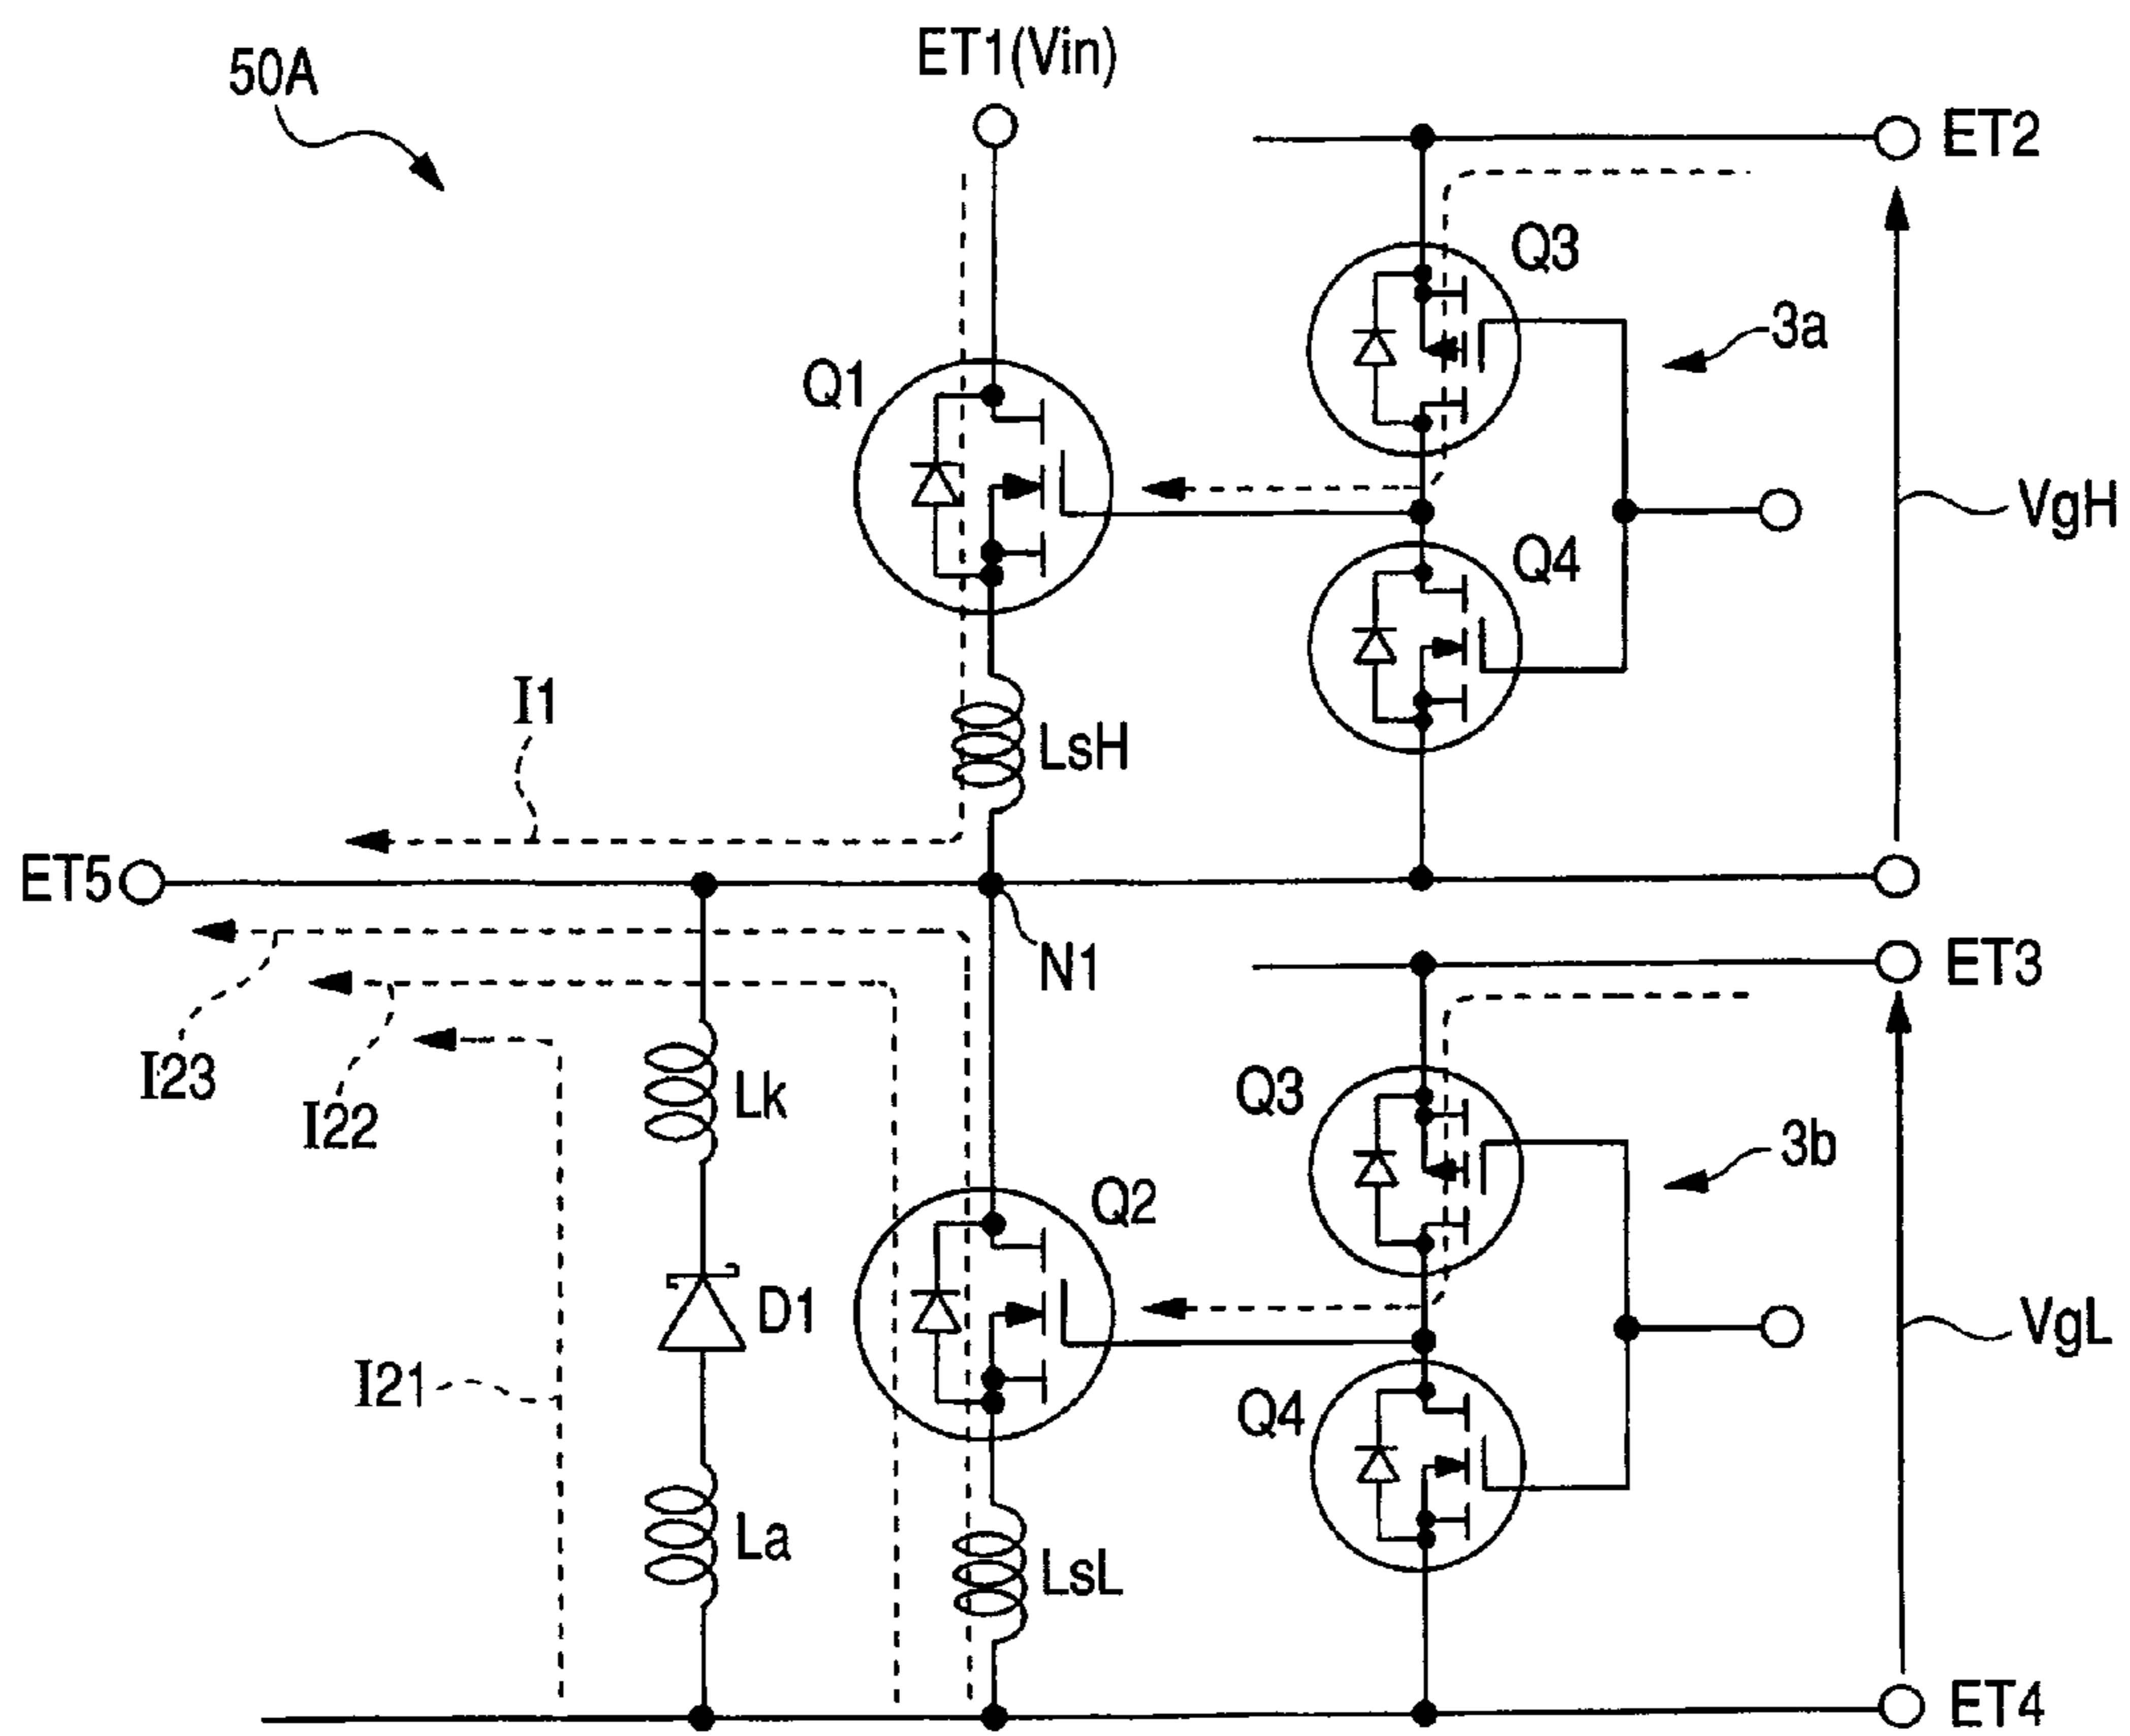 50A
ET1(Vin)
ET2
Q3
3a
Q1
VgH
Q4
I1
LsH
ET5
N1
ET3
I23
I22
Lk
Q3
3b
Q2
D1
VgL
I21
Q4
La
LsL
ET4